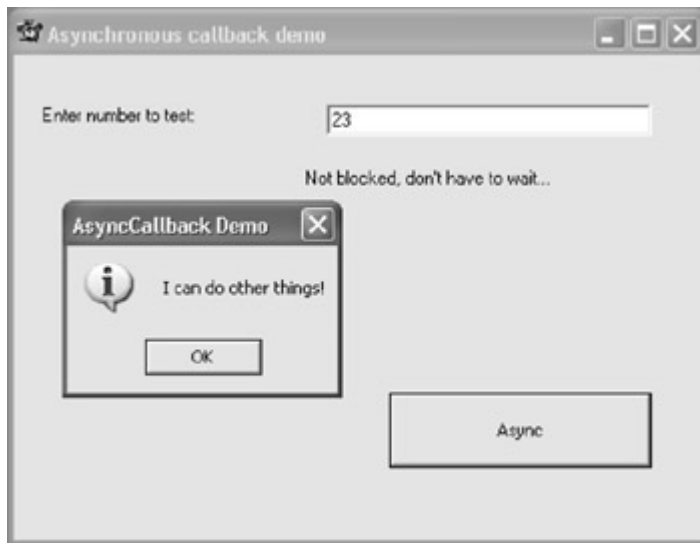 Asynchronous callback demo
Enter number to test:
23
Not blocked, don't have to wait...
AsyncCallback Demo
I can do other things!
OK
Async